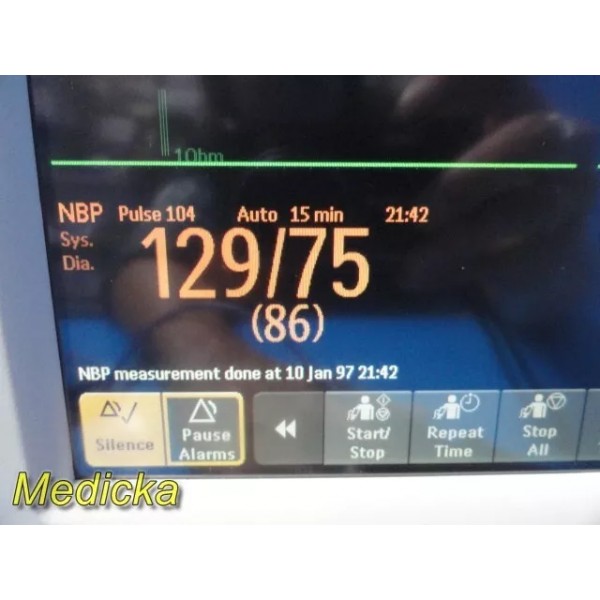 1Ohm
NBP Pulse 104 Auto 15 min 21:42
Sys.
Dia.
129/75
(86)
NBP measurement done at 10 Jan 97 21:42
Silence
Pause
Alarms
Start/
Stop
Repeat
Time
Stop
All
Medicka